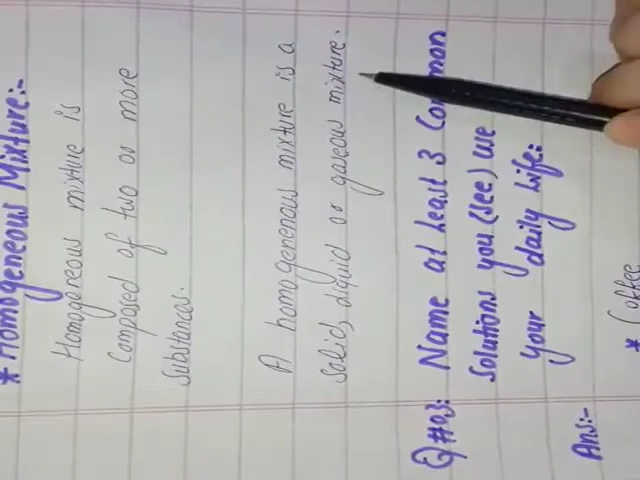 * Homogeneous Mixture:-
Homogeneous mixture is
Composed of two or more
Substances.
A homogenenous mixture is a
solid, liquid or gaseous mixture.
Q#03: Name at least 3 Common
Solutions you (see) use
your daily life:
Ans:-
* Coffee